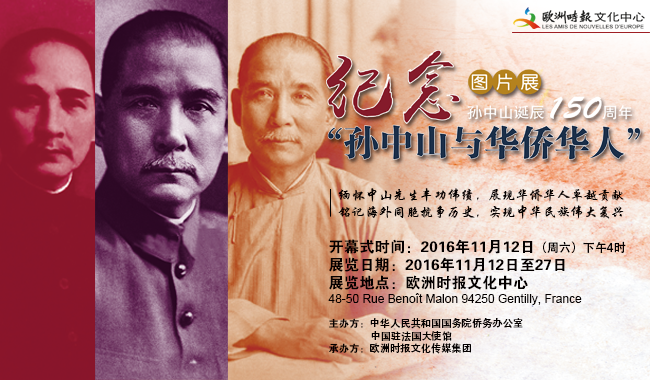 欧洲时报文化中心
LES AMIS DE NOUVELLES D'EUROPE
纪念
图片展
孙中山诞辰150周年
“孙中山与华侨华人”
缅怀中山先生丰功伟绩，展现华侨华人卓越贡献
铭记海外同胞抗争历史，实现中华民族伟大复兴
开幕式时间：2016年11月12日（周六）下午4时
展览日期：2016年11月12日至27日
展览地点：欧洲时报文化中心
48-50 Rue Benoît Malon 94250 Gentilly, France
主办方：中华人民共和国国务院侨务办公室
中国驻法国大使馆
承办方：欧洲时报文化传媒集团